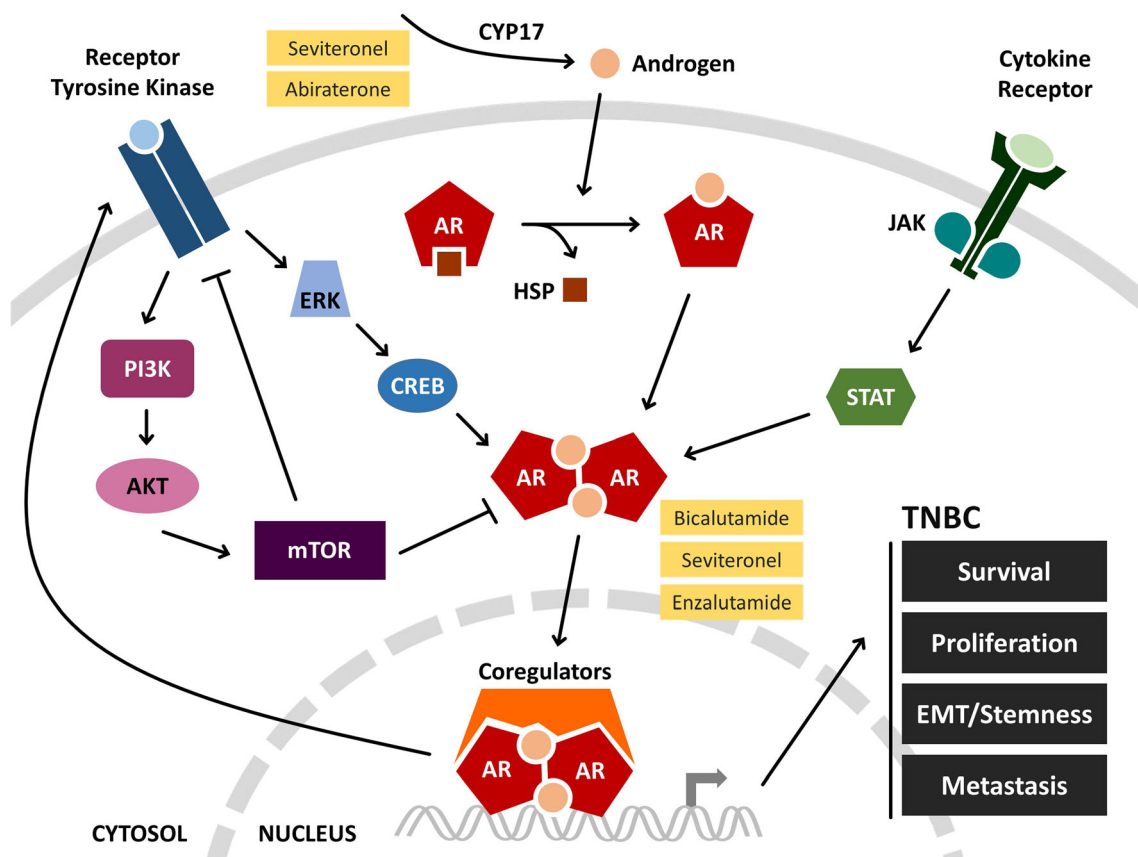 CYP17
Seviteronel
Abiraterone
Androgen
Receptor
Tyrosine Kinase
Cytokine
Receptor
AR
AR
JAK
HSP
ERK
PI3K
CREB
STAT
AKT
AR
AR
mTOR
Bicalutamide
Seviteronel
Enzalutamide
TNBC
Survival
Proliferation
EMT/Stemness
Metastasis
Coregulators
AR
AR
CYTOSOL
NUCLEUS